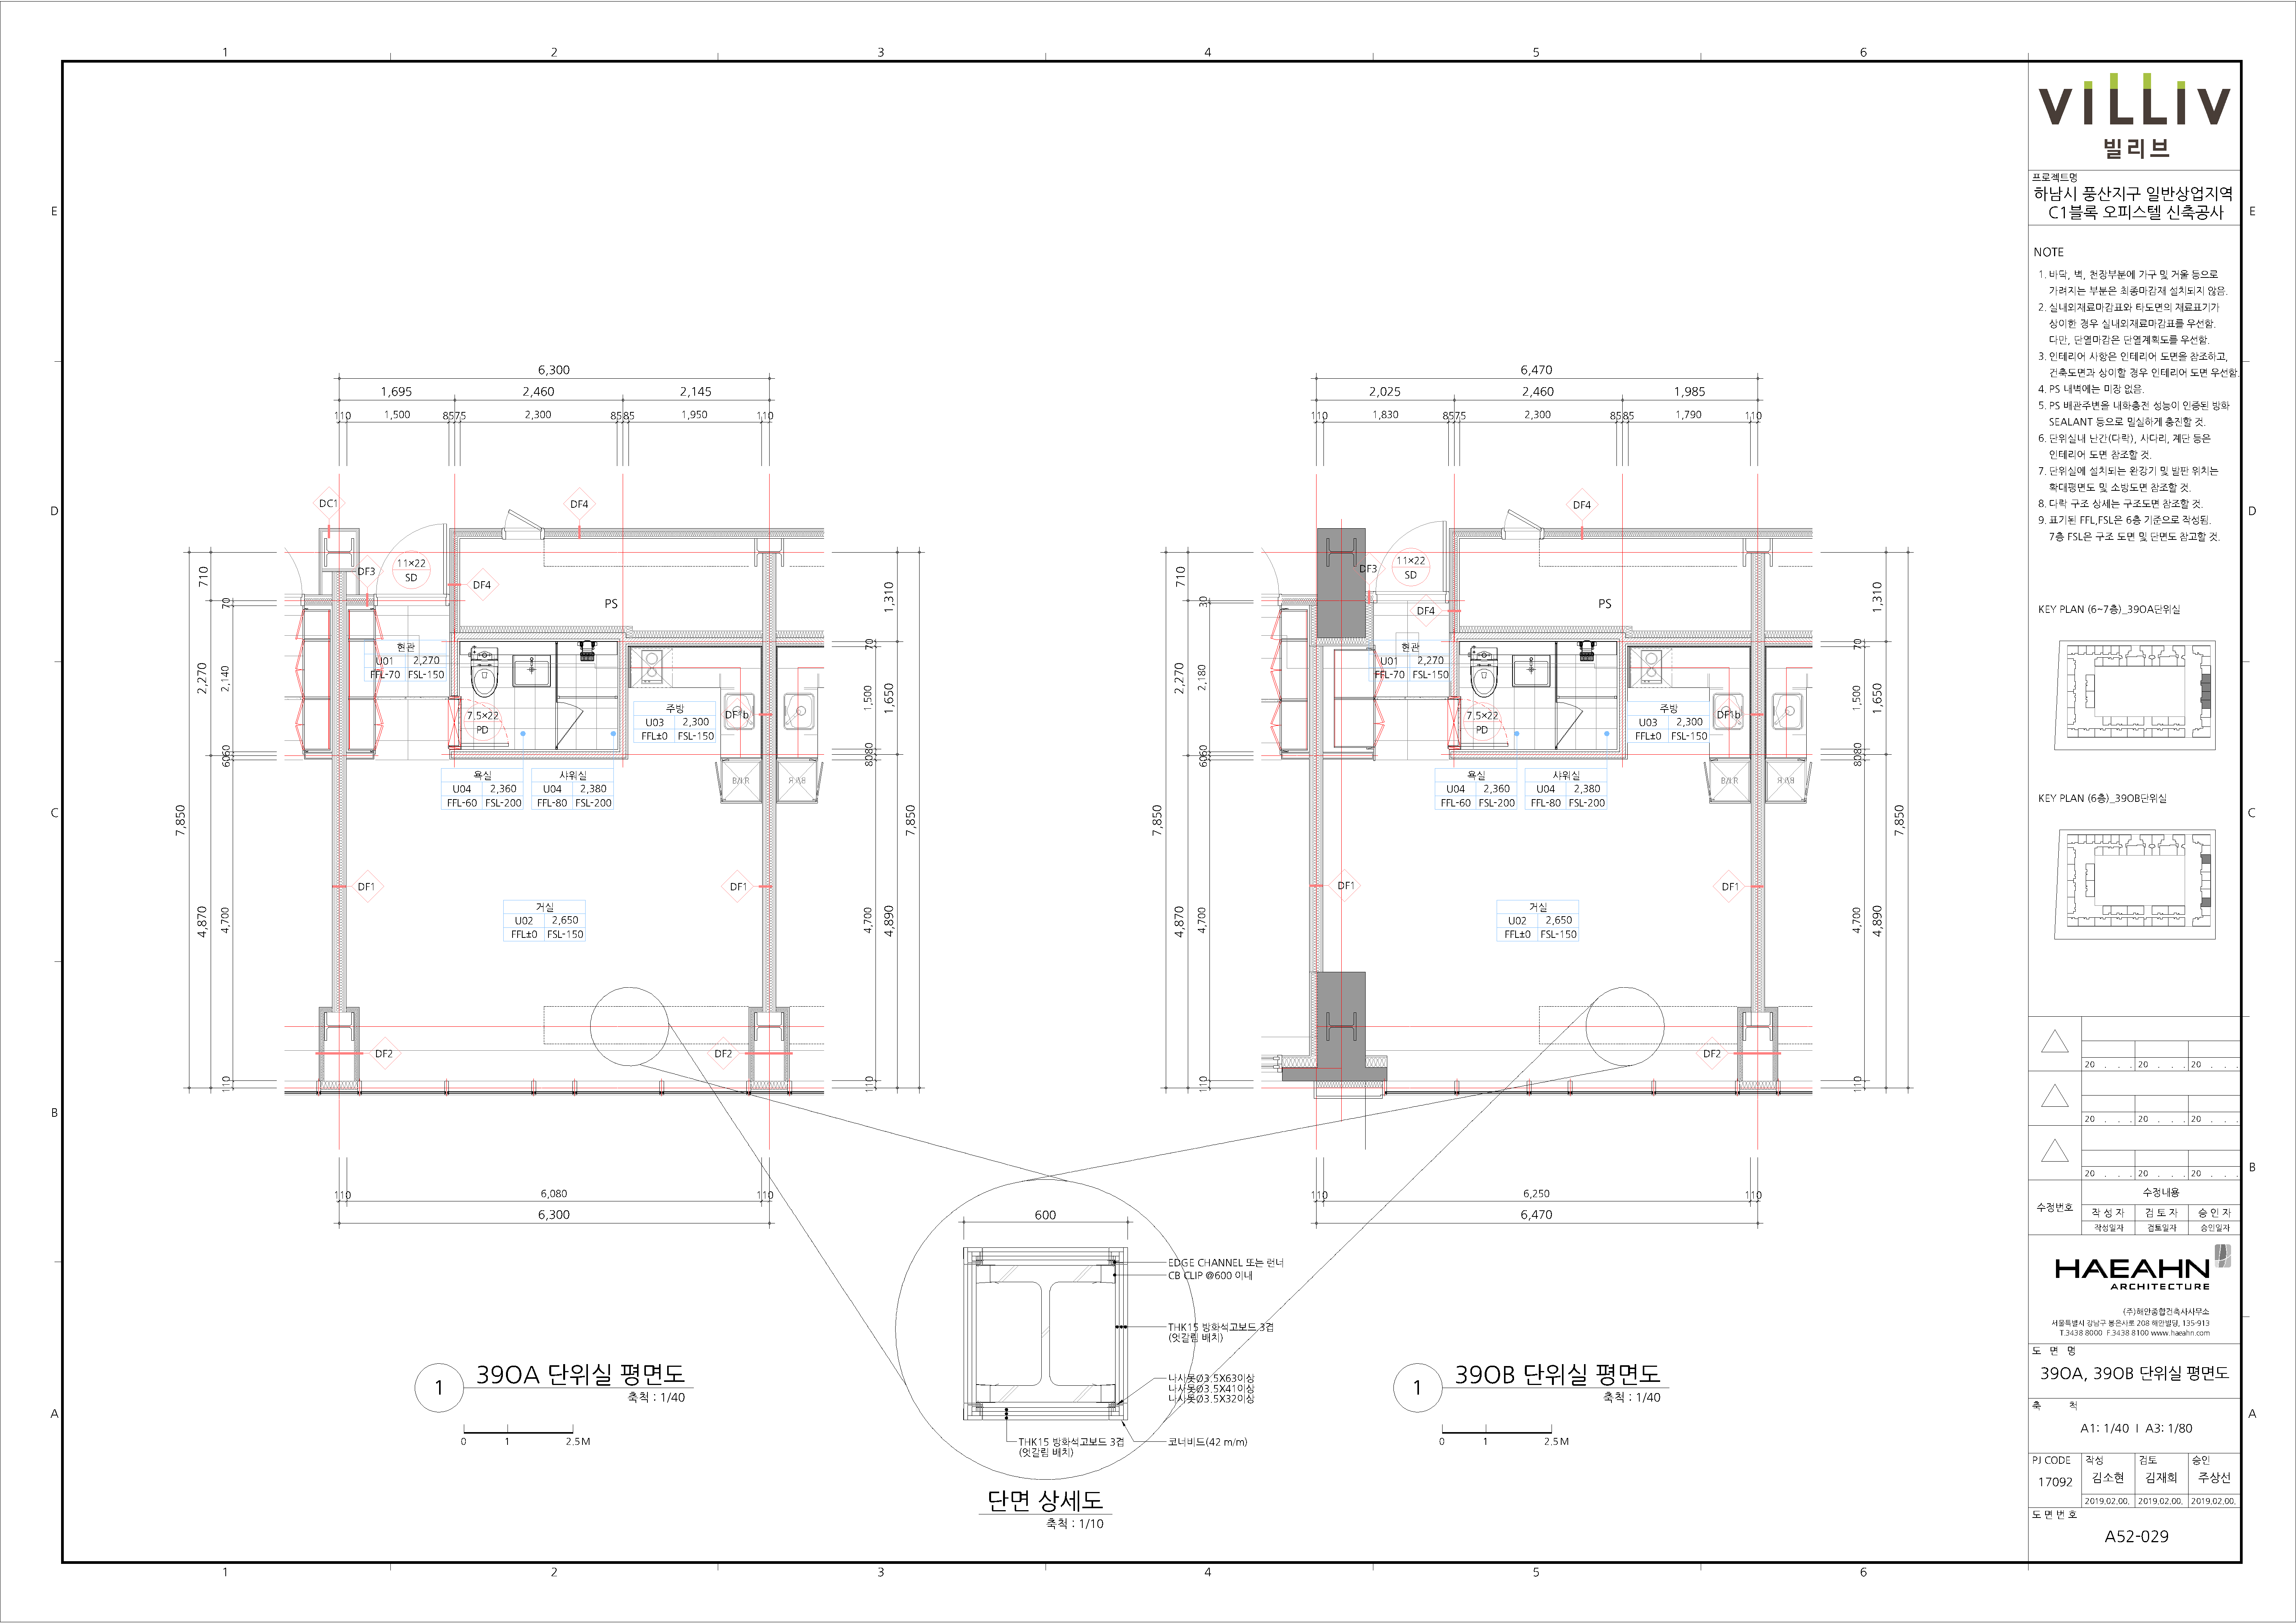 1
2
3
4
5
6
E
D
C
B
A
6,300
1,695
2,460
2,145
110
1,500
8575
2,300
8585
1,950
110
DC1
DF4
DF3
11×22
SD
DF4
PS
현관
U01 2,270
FFL-70 FSL-150
7.5×22
PD
주방
U03 2,300
FFL±0 FSL-150
욕실
U04 2,360
FFL-60 FSL-200
샤워실
U04 2,380
FFL-80 FSL-200
B/I R
B/I R
DF1
DF1
거실
U02 2,650
FFL±0 FSL-150
DF2
DF2
710
70
2,270
2,140
6060
7,850
4,870
4,700
110
1,310
70
1,500
1,650
8080
7,850
4,700
4,890
110
110
6,080
110
6,300
1
39OA 단위실 평면도
축척 : 1/40
0
1
2.5M
6,470
2,025
2,460
1,985
110
1,830
8575
2,300
8585
1,790
110
DF4
DF3
11×22
SD
DF4
PS
현관
U01 2,270
FFL-70 FSL-150
7.5×22
PD
주방
U03 2,300
FFL±0 FSL-150
DF1b
욕실
U04 2,360
FFL-60 FSL-200
샤워실
U04 2,380
FFL-80 FSL-200
B/I R
B/I R
DF1
DF1
거실
U02 2,650
FFL±0 FSL-150
DF2
710
30
2,270
2,180
6060
7,850
4,870
4,700
110
1,310
70
1,500
1,650
8080
7,850
4,700
4,890
110
110
6,250
110
6,470
1
39OB 단위실 평면도
축척 : 1/40
0
1
2.5M
600
EDGE CHANNEL 또는 런너
CB CLIP @600 이내
THK15 방화석고보드 3겹
(엇갈림 배치)
나사못Ø3.5X63이상
나사못Ø3.5X41이상
나사못Ø3.5X32이상
THK15 방화석고보드 3겹
(엇갈림 배치)
코너비드(42 m/m)
단면 상세도
축척 : 1/10
VILLIV
빌리브
프로젝트명
하남시 풍산지구 일반상업지역
C1블록 오피스텔 신축공사
NOTE
1. 바닥, 벽, 천장부분에 가구 및 거울 등으로
가려지는 부분은 최종마감재 설치되지 않음.
2. 실내외재료마감표와 타도면의 재료표기가
상이한 경우 실내외재료마감표를 우선함.
다만, 단열마감은 단열계획도를 우선함.
3. 인테리어 사항은 인테리어 도면을 참조하고,
건축도면과 상이할 경우 인테리어 도면 우선함.
4. PS 내벽에는 미장 없음.
5. PS 배관주변을 내화충전 성능이 인증된 방화
SEALANT 등으로 밀실하게 충진할 것.
6. 단위실내 난간(다락), 사다리, 계단 등은
인테리어 도면 참조할 것.
7. 단위실에 설치되는 완강기 및 발판 위치는
확대평면도 및 소방도면 참조할 것.
8. 다락 구조 상세는 구조도면 참조할 것.
9. 표기된 FFL,FSL은 6층 기준으로 작성됨.
7층 FSL은 구조 도면 및 단면도 참고할 것.
KEY PLAN (6~7층)_39OA단위실
KEY PLAN (6층)_39OB단위실
20 . . . 20 . . . 20 . . .
20 . . . 20 . . . 20 . . .
20 . . . 20 . . . 20 . . .
수정번호
수정내용
작 성 자 검 토 자 승 인 자
작성일자 검토일자 승인일자
HAEAHN
ARCHITECTURE
(주)해안종합건축사사무소
서울특별시 강남구 봉은사로 208 해안빌딩, 135-913
T.3438 8000 F.3438 8100 www.haeahn.com
도 면 명
39OA, 39OB 단위실 평면도
축 척
A1: 1/40 I A3: 1/80
PJ CODE 작성 검토 승인
17092 김소현 김재희 주상선
2019.02.00. 2019.02.00. 2019.02.00.
도 면 번 호
A52-029
E
D
C
B
A
1
2
3
4
5
6